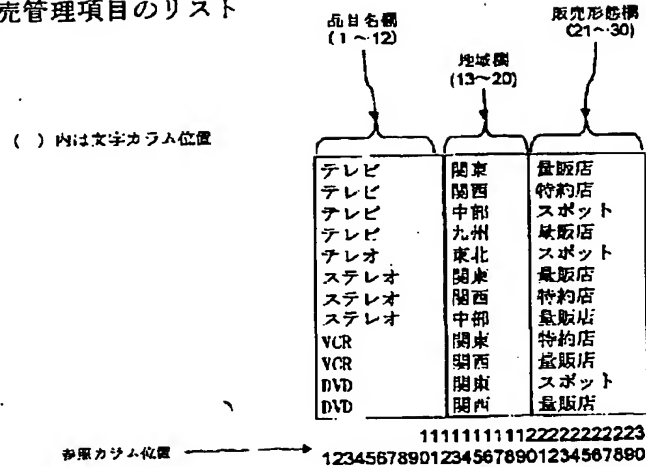 売管理項目のリスト
品目名欄
(1～12)
地域欄
(13～20)
販売形態欄
(21～30)
( ) 内は文字カラム位置
テレビ 関東 量販店
テレビ 関西 特約店
テレビ 中部 スポット
テレビ 九州 量販店
テレオ 東北 スポット
ステレオ 関東 量販店
ステレオ 関西 特約店
ステレオ 中部 量販店
VCR 関東 特約店
VCR 関西 量販店
DVD 関東 スポット
DVD 関西 量販店
111111111122222222223
参照カラム位置 123456789012345678901234567890